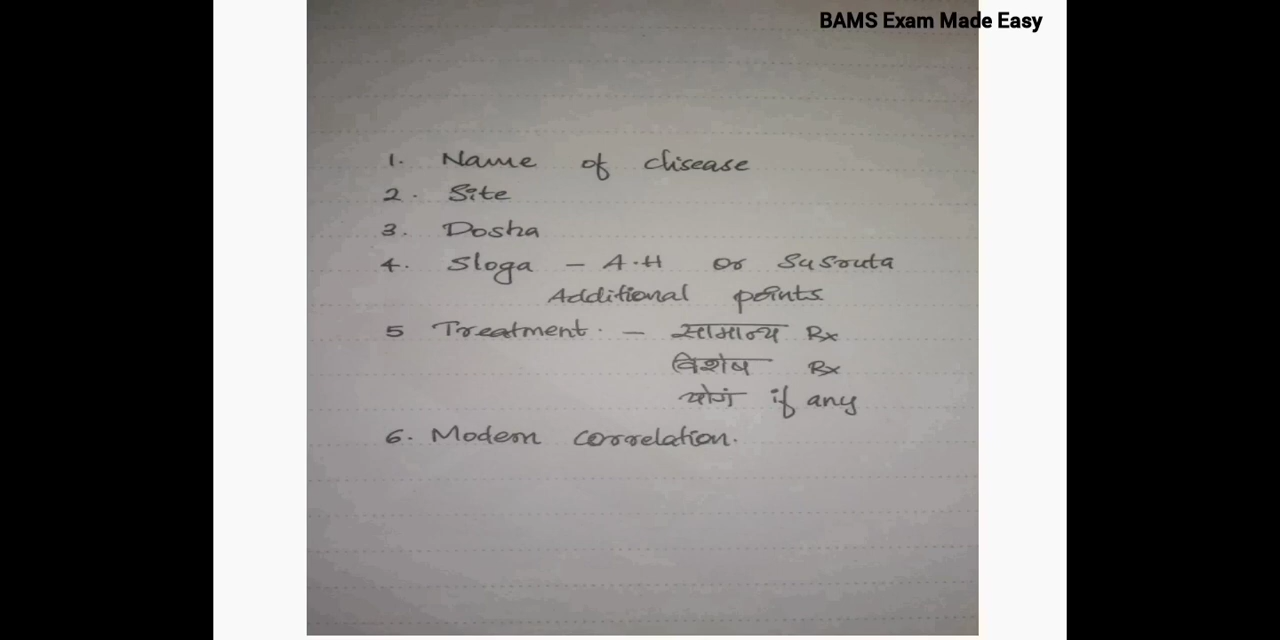 BAMS Exam Made Easy
1. Name of disease
2. Site
3. Dosha
4. Sloga - A.H or Susruta
Additional points
5 Treatment. - सामान्य Rx
विशेष Rx
योगं if any
6. Modern correlation.